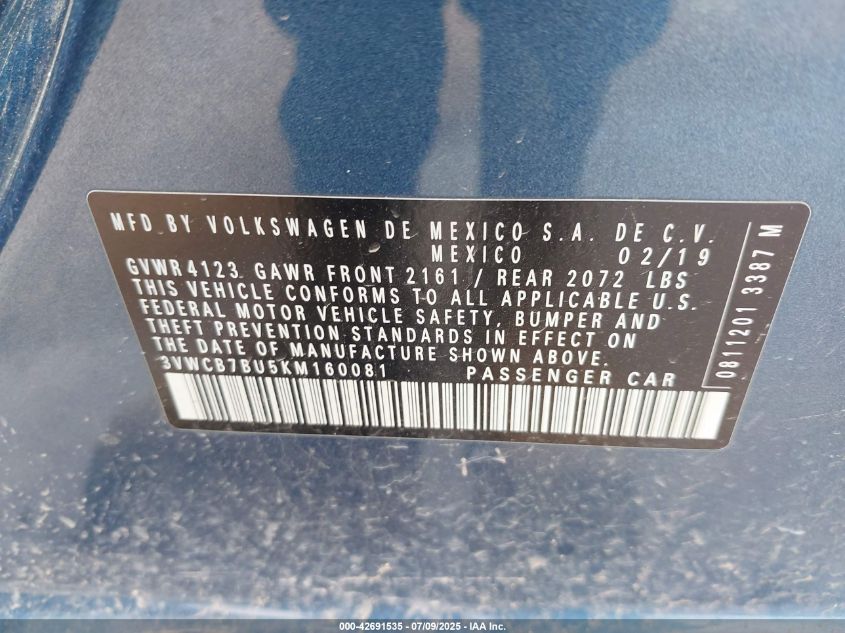 MFD BY VOLKSWAGEN DE MEXICO S.A. DE C.V.
MEXICO 02/19
GVWR 4123 GAWR FRONT 2161 / REAR 2072 LBS
THIS VEHICLE CONFORMS TO ALL APPLICABLE U.S.
FEDERAL MOTOR VEHICLE SAFETY, BUMPER AND
THEFT PREVENTION STANDARDS IN EFFECT ON
THE DATE OF MANUFACTURE SHOWN ABOVE.
3VWCB7BU5KM160081 PASSENGER CAR
0811201 3387 M
000-42691535 - 07/09/2025 - IAA Inc.